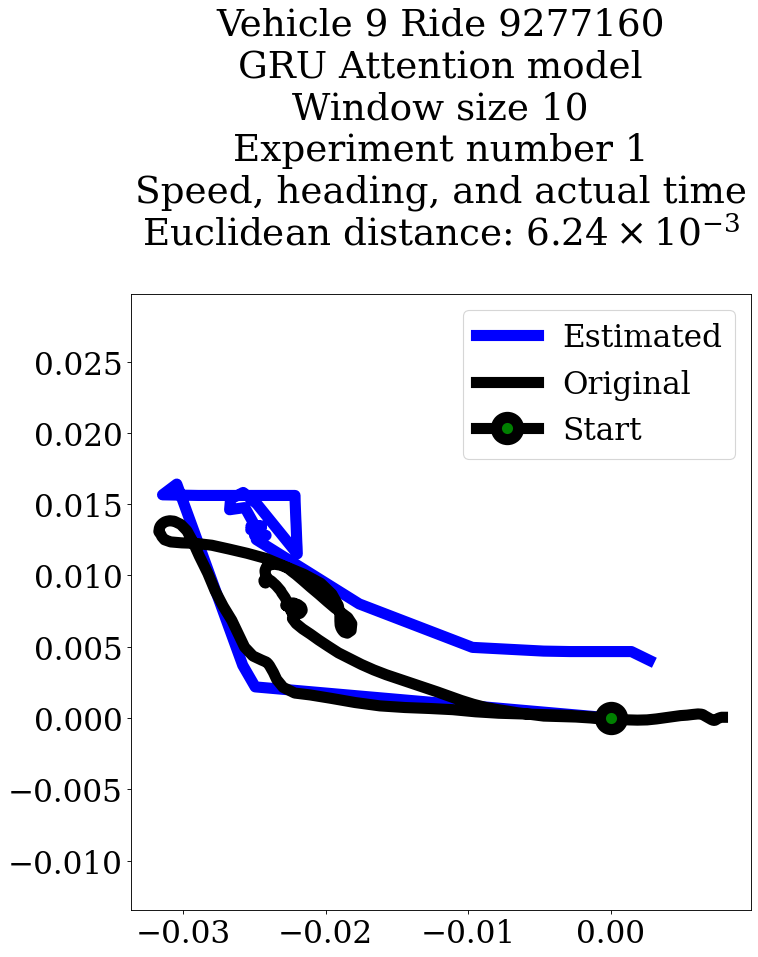 Vehicle 9 Ride 9277160
GRU Attention model
Window size 10
Experiment number 1
Speed, heading, and actual time
Euclidean distance: 6.24 × 10⁻³
Estimated
Original
Start
0.025
0.020
0.015
0.010
0.005
0.000
−0.005
−0.010
−0.03 −0.02 −0.01 0.00